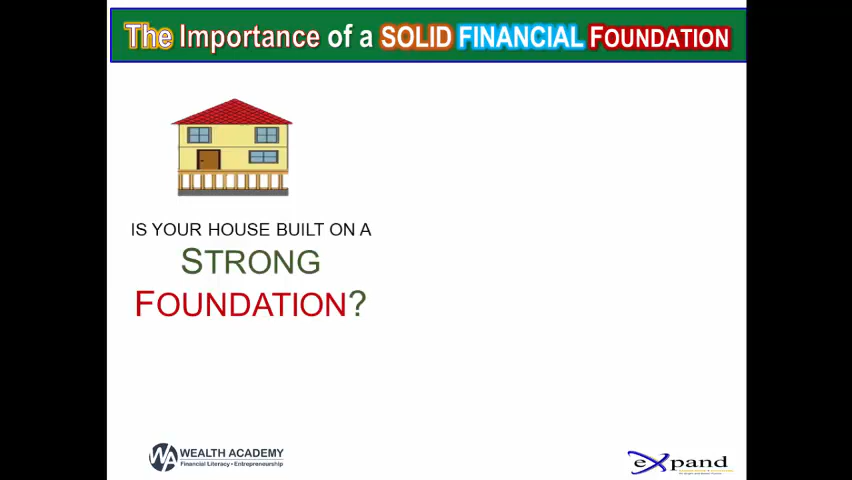 The Importance of a SOLID FINANCIAL FOUNDATION
IS YOUR HOUSE BUILT ON A
STRONG
FOUNDATION?
WA WEALTH ACADEMY
Financial Literacy • Entrepreneurship
eXpand